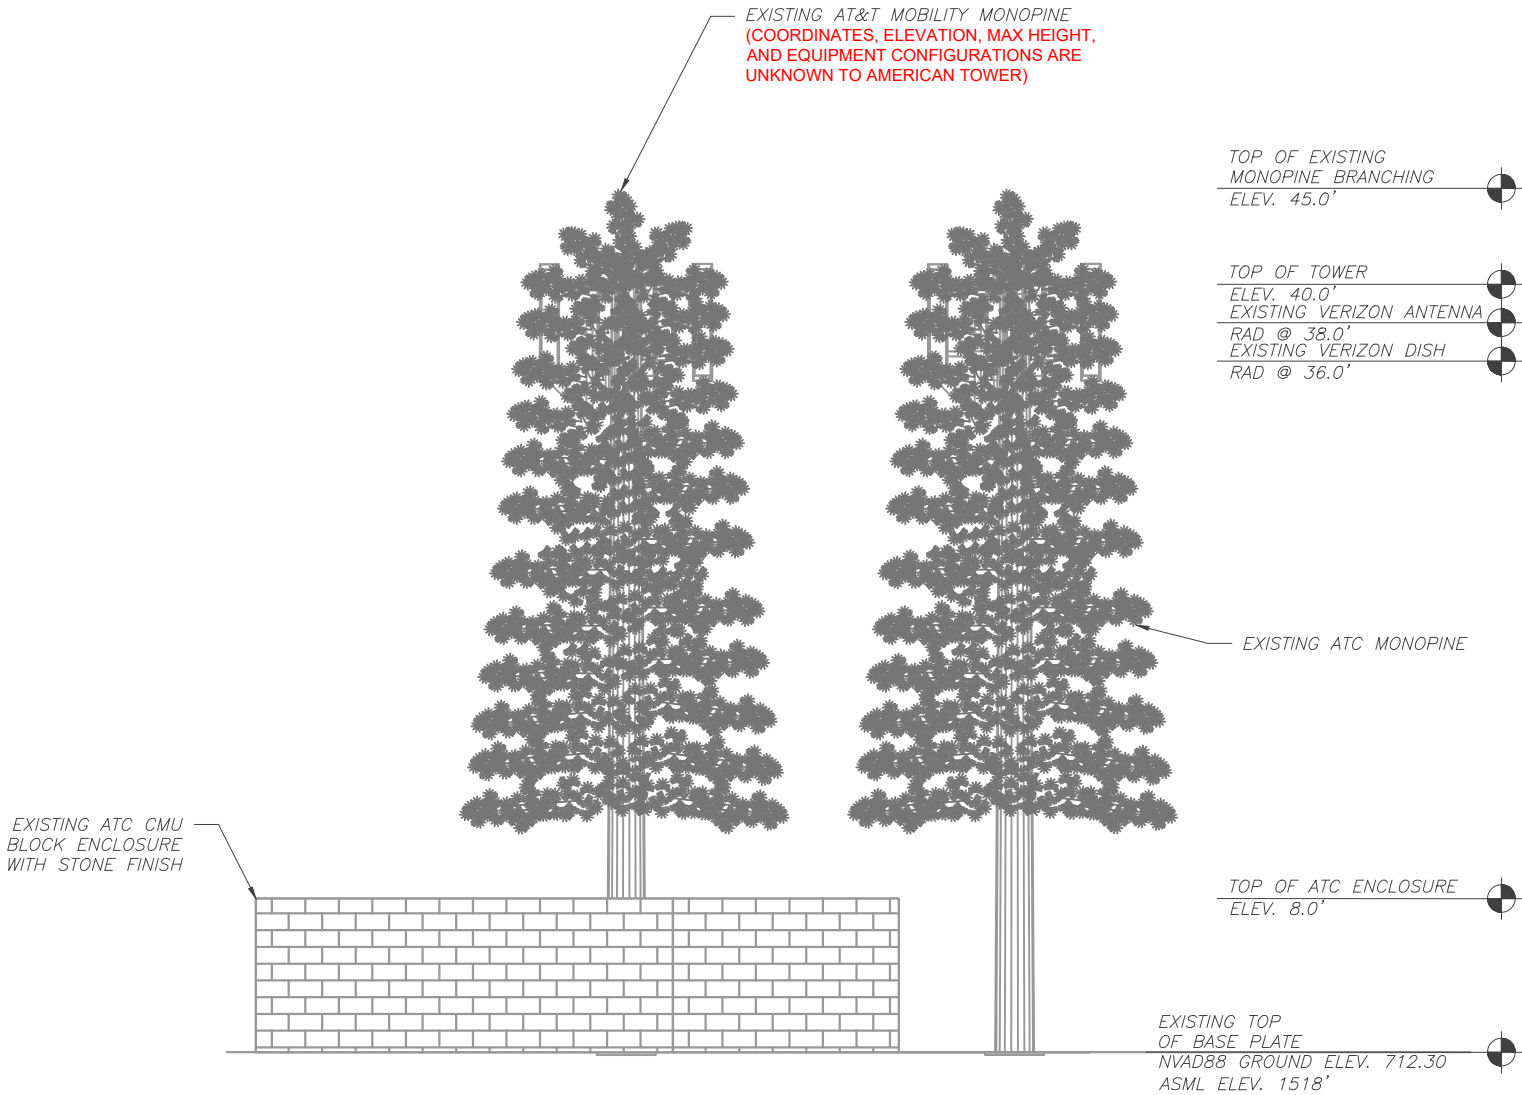 EXISTING AT&T MOBILITY MONOPINE
(COORDINATES, ELEVATION, MAX HEIGHT,
AND EQUIPMENT CONFIGURATIONS ARE
UNKNOWN TO AMERICAN TOWER)
TOP OF EXISTING
MONOPINE BRANCHING
ELEV. 45.0'
TOP OF TOWER
ELEV. 40.0'
EXISTING VERIZON ANTENNA
RAD @ 38.0'
EXISTING VERIZON DISH
RAD @ 36.0'
EXISTING ATC MONOPINE
EXISTING ATC CMU
BLOCK ENCLOSURE
WITH STONE FINISH
TOP OF ATC ENCLOSURE
ELEV. 8.0'
EXISTING TOP
OF BASE PLATE
NVAD88 GROUND ELEV. 712.30
ASML ELEV. 1518'